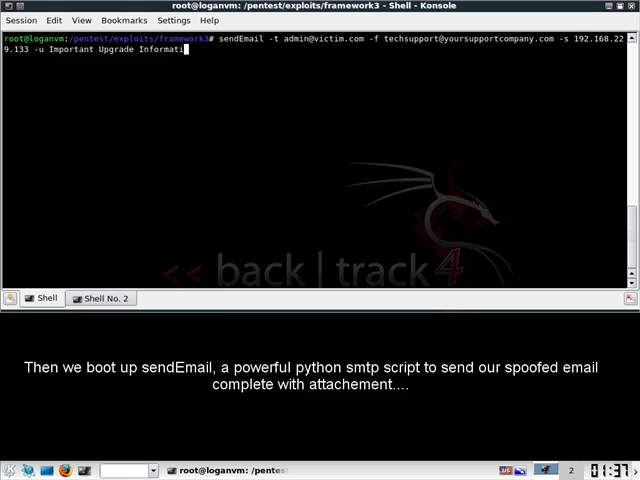 root@loganvm: /pentest/exploits/framework3 - Shell - Konsole
Session Edit View Bookmarks Settings Help
root@loganvm:/pentest/exploits/framework3# sendEmail -t admin@victim.com -f techsupport@yoursupportcompany.com -s 192.168.22
9.133 -u Important Upgrade Informati
<< back | track 4
Shell Shell No. 2
Then we boot up sendEmail, a powerful python smtp script to send our spoofed email
complete with attachement....
root@loganvm: /pentes US 2 01:37